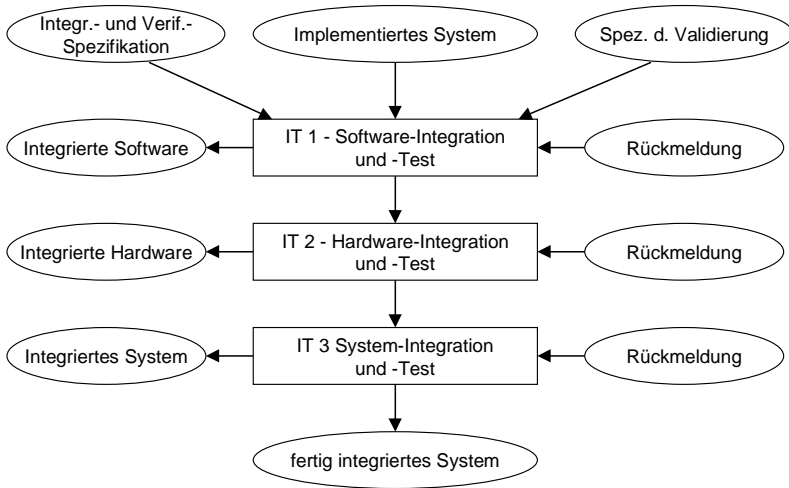 Integr.- und Verif.-
Spezifikation
Implementiertes System
Spez. d. Validierung
IT 1 - Software-Integration
und -Test
Integrierte Software
Rückmeldung
IT 2 - Hardware-Integration
und -Test
Integrierte Hardware
Rückmeldung
IT 3 System-Integration
und -Test
Integriertes System
Rückmeldung
fertig integriertes System